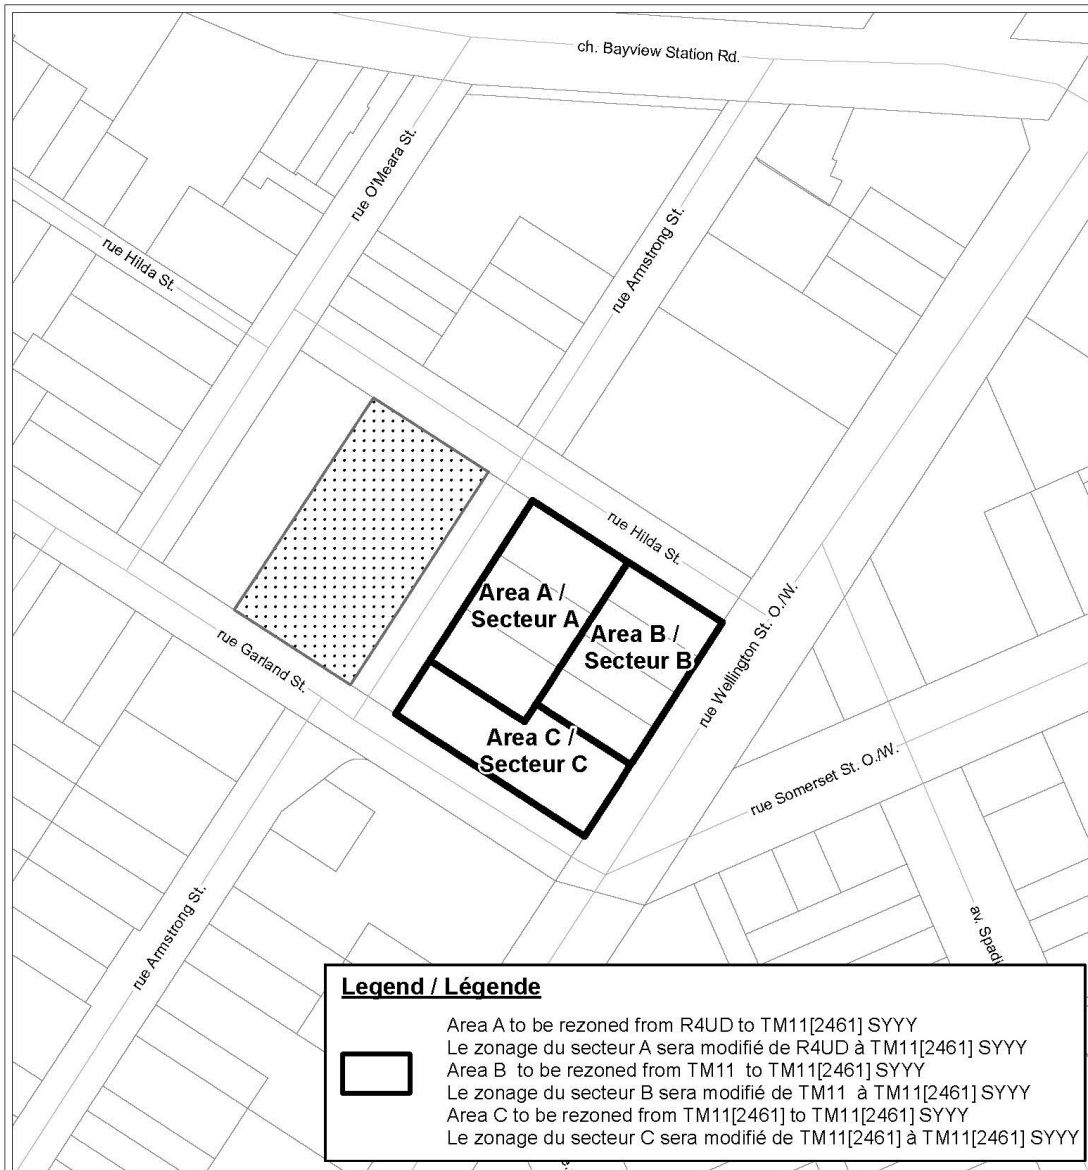 ch. Bayview Station Rd.
rue O'Meara St.
rue Armstrong St.
rue Hilda St.
rue Hilda St.
Area A /
Secteur A
Area B /
Secteur B
rue Wellington St. O./W.
rue Garland St.
Area C /
Secteur C
rue Somerset St. O./W.
rue Armstrong St.
av. Spadi
Legend / Légende
Area A to be rezoned from R4UD to TM11[2461] SYYY
Le zonage du secteur A sera modifié de R4UD à TM11[2461] SYYY
Area B  to be rezoned from TM11  to TM11[2461] SYYY
Le zonage du secteur B sera modifié de TM11  à TM11[2461] SYYY
Area C to be rezoned from TM11[2461] to TM11[2461] SYYY
Le zonage du secteur C sera modifié de TM11[2461] à TM11[2461] SYYY